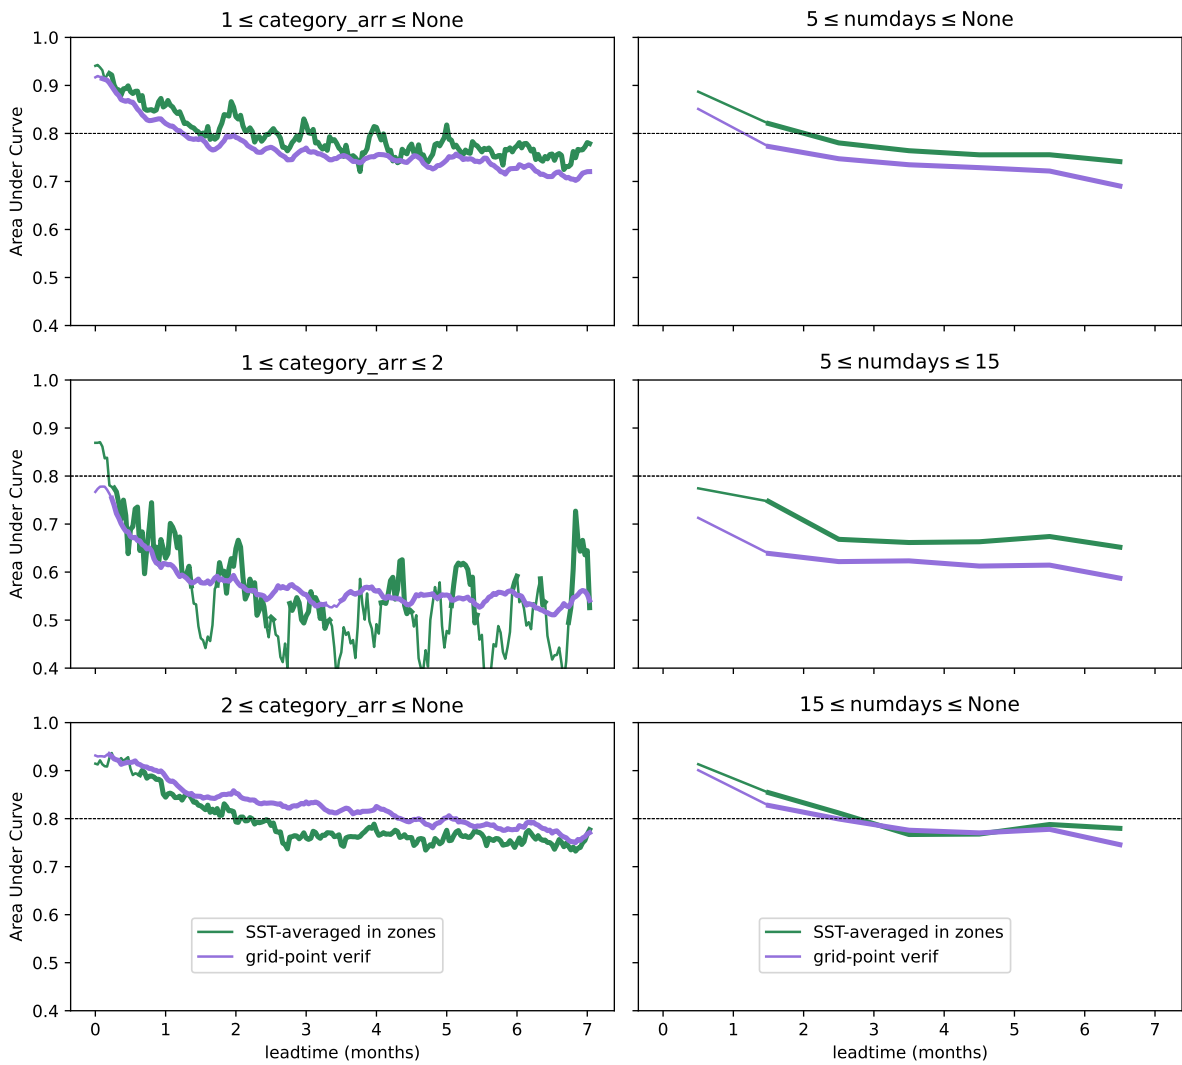 1 ≤ category_arr ≤ None
5 ≤ numdays ≤ None
1.0
0.9
0.8
0.7
0.6
0.5
0.4
Area Under Curve
1 ≤ category_arr ≤ 2
5 ≤ numdays ≤ 15
1.0
0.9
0.8
0.7
0.6
0.5
0.4
Area Under Curve
2 ≤ category_arr ≤ None
15 ≤ numdays ≤ None
1.0
0.9
0.8
0.7
0.6
0.5
0.4
Area Under Curve
SST-averaged in zones
grid-point verif
SST-averaged in zones
grid-point verif
0 1 2 3 4 5 6 7
0 1 2 3 4 5 6 7
leadtime (months)
leadtime (months)